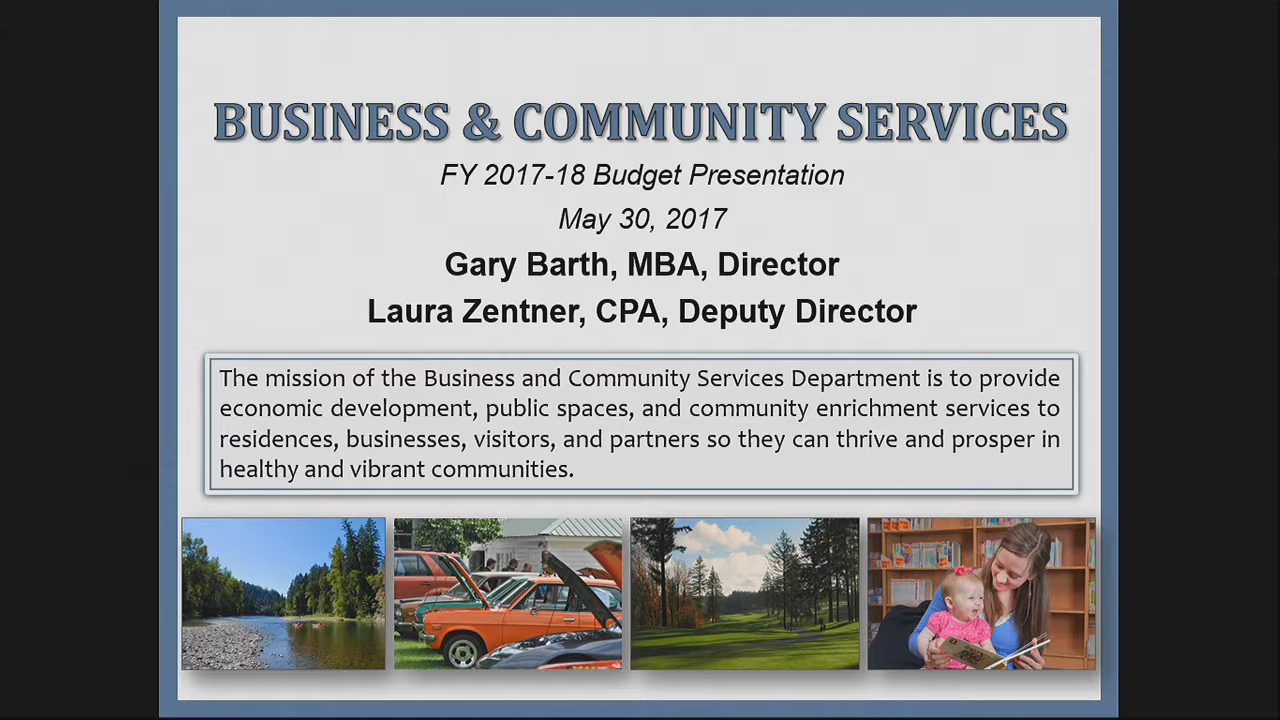 BUSINESS & COMMUNITY SERVICES
FY 2017-18 Budget Presentation
May 30, 2017
Gary Barth, MBA, Director
Laura Zentner, CPA, Deputy Director
The mission of the Business and Community Services Department is to provide
economic development, public spaces, and community enrichment services to
residences, businesses, visitors, and partners so they can thrive and prosper in
healthy and vibrant communities.